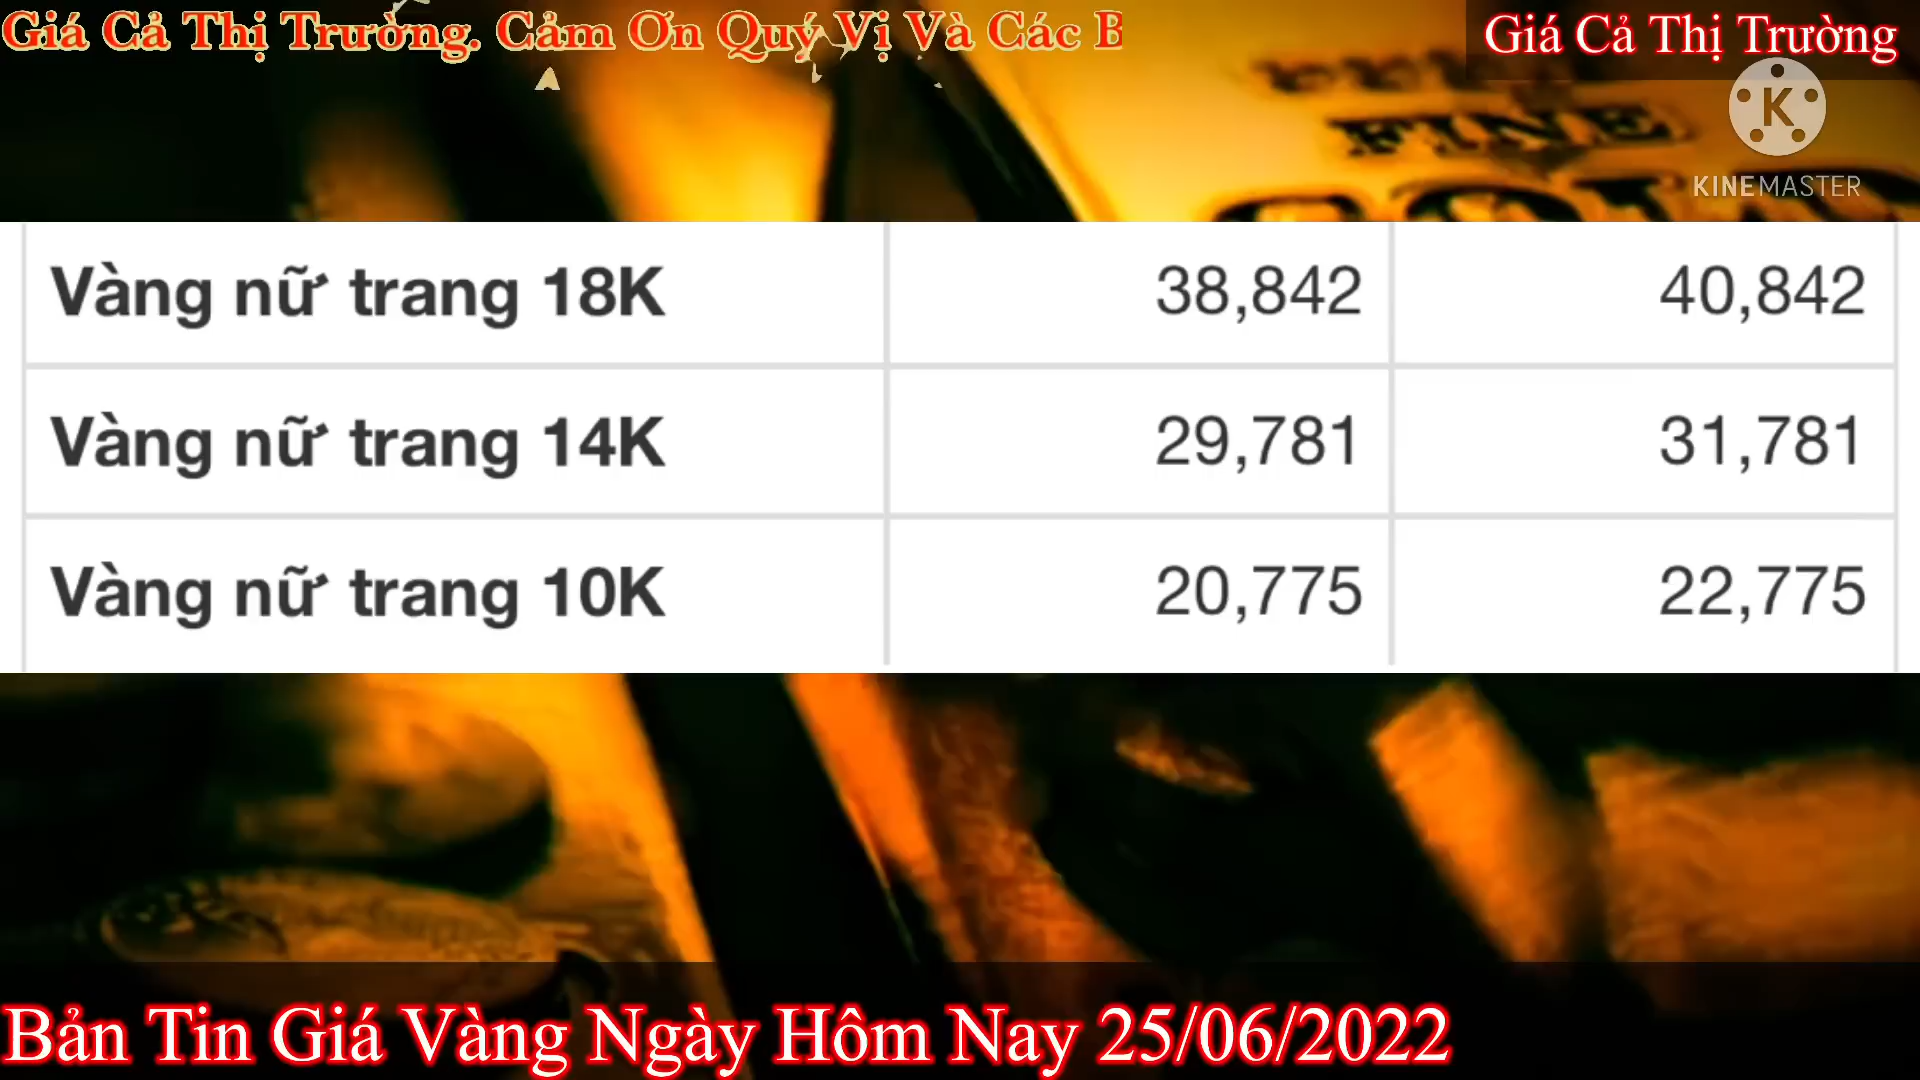 Giá Cả Thị Trường. Cảm Ơn Quý Vị Và Các B
Giá Cả Thị Trường
FINE
KINEMASTER
Vàng nữ trang 18K 38,842 40,842
Vàng nữ trang 14K 29,781 31,781
Vàng nữ trang 10K 20,775 22,775
Bản Tin Giá Vàng Ngày Hôm Nay 25/06/2022